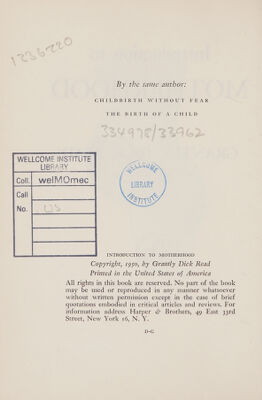 1236220
By the same author:
CHILDBIRTH WITHOUT FEAR
THE BIRTH OF A CHILD
334978/33962
WELLCOME INSTITUTE
LIBRARY
Coll. welMOmec
Call
No. WS
WELLCOME
LIBRARY
INSTITUTE
INTRODUCTION TO MOTHERHOOD
Copyright, 1950, by Grantly Dick Read
Printed in the United States of America
All rights in this book are reserved. No part of the book
may be used or reproduced in any manner whatsoever
without written permission except in the case of brief
quotations embodied in critical articles and reviews. For
information address Harper & Brothers, 49 East 33rd
Street, New York 16, N. Y.
D-G